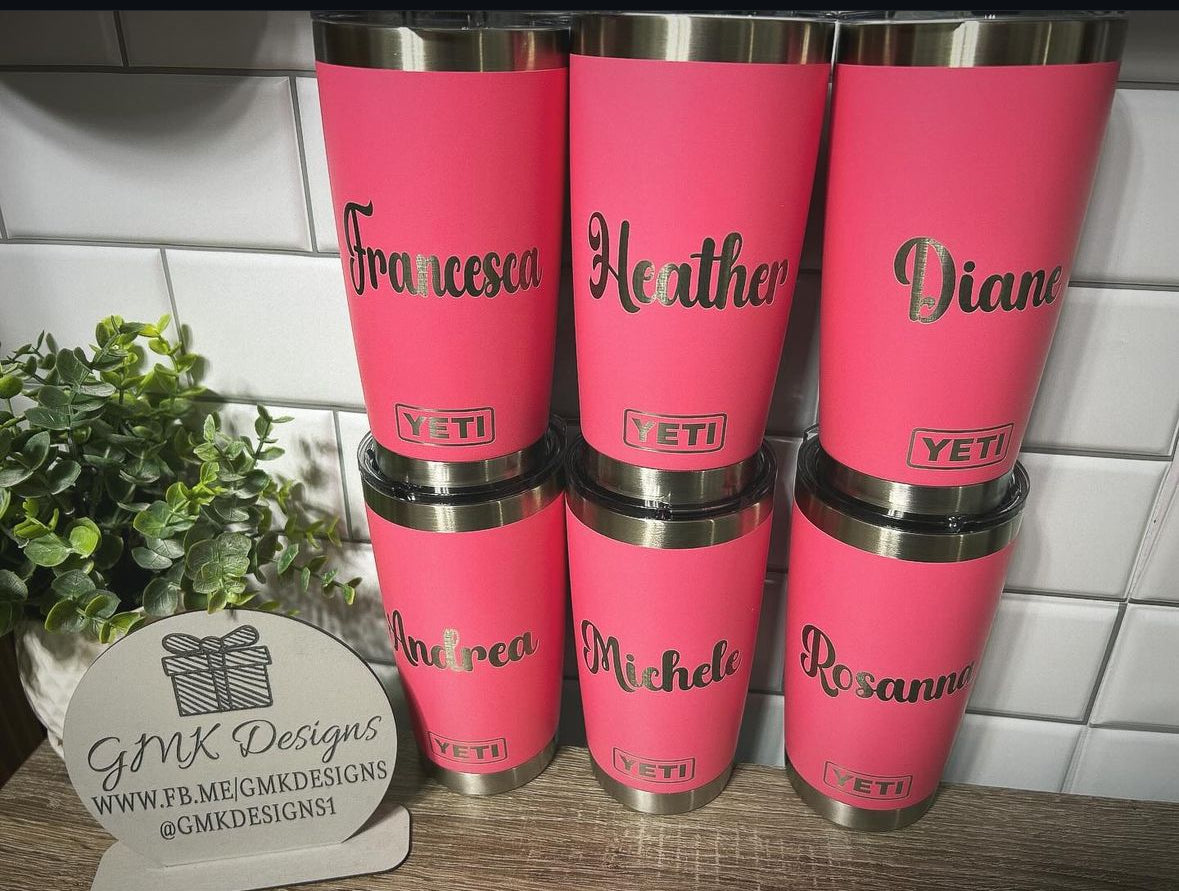 Francesca
Heather
Diane
YETI
YETI
YETI
Andrea
Michele
Rosanna
YETI
YETI
YETI
GMK Designs
WWW.FB.ME/GMKDESIGNS
@GMKDESIGNS1